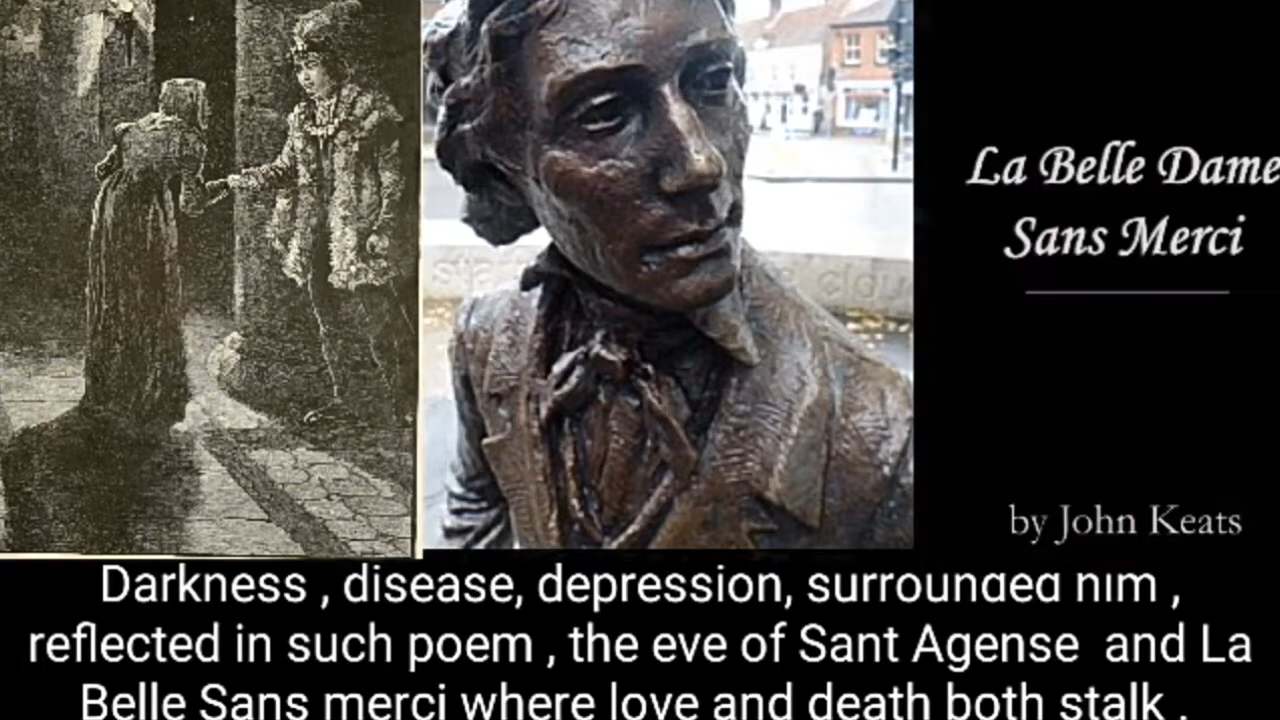 La Belle Dame
Sans Merci
by John Keats
Darkness , disease, depression, surrounded him ,
reflected in such poem , the eve of Sant Agense and La
Belle Sans merci where love and death both stalk .